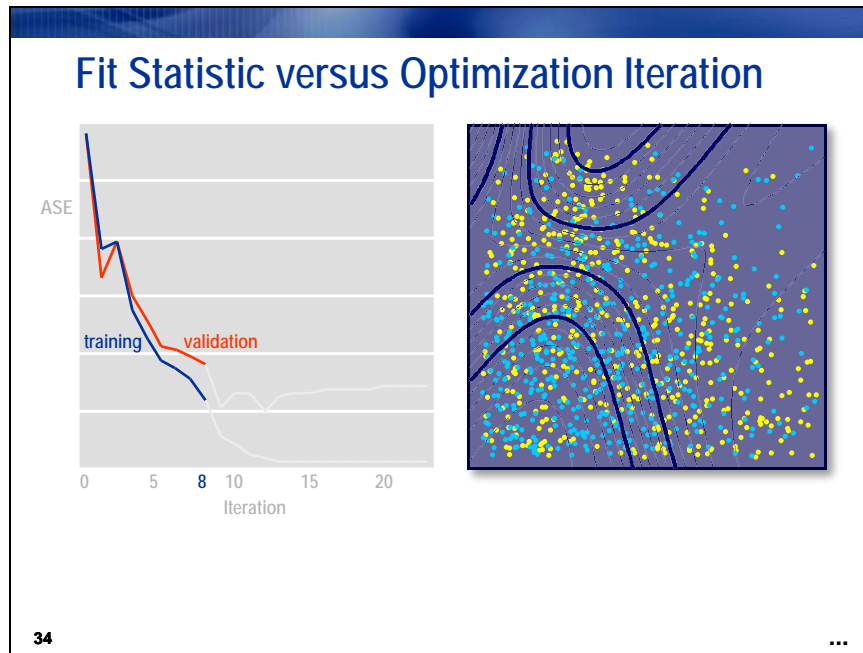 Fit Statistic versus Optimization Iteration
ASE
training validation
0 5 8 10 15 20
Iteration
34 ...